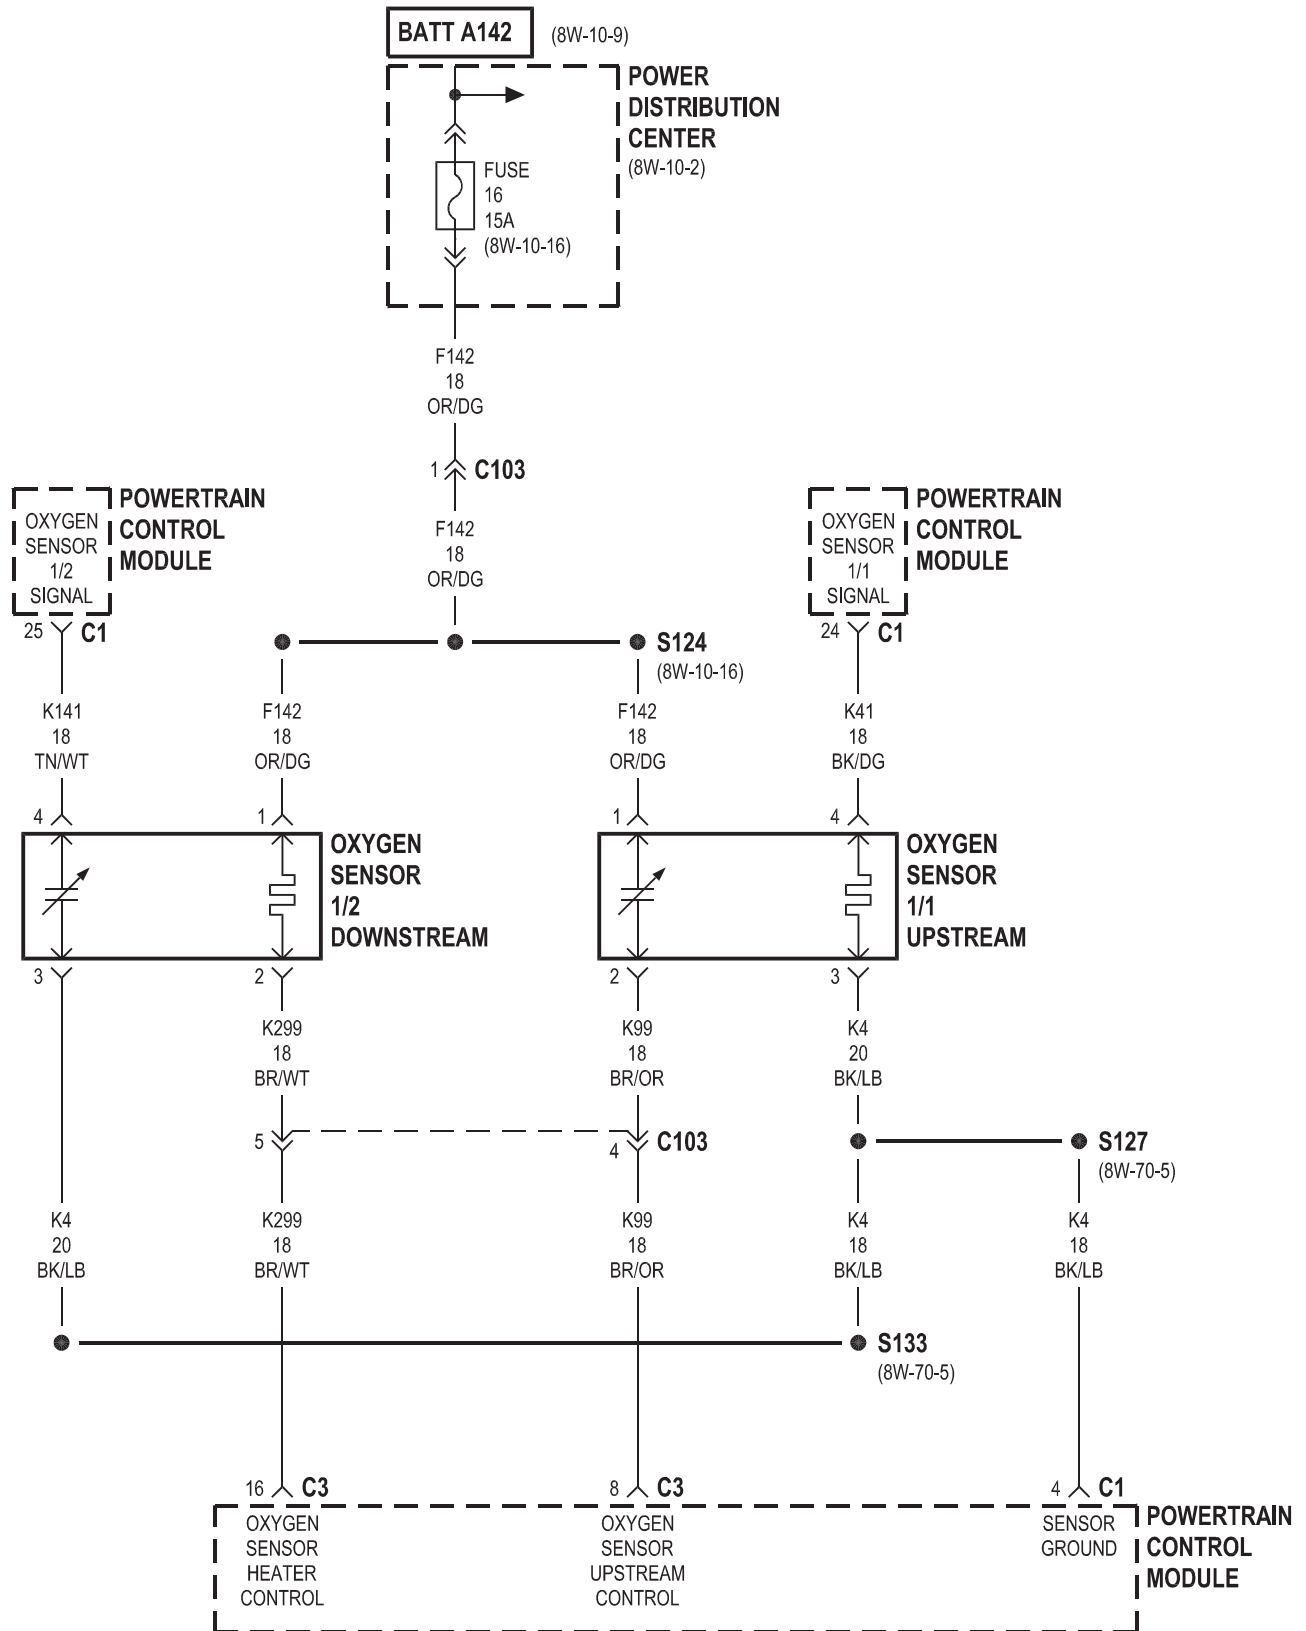 BATT A142 (8W-10-9)
POWER
DISTRIBUTION
CENTER
(8W-10-2)
FUSE
16
15A
(8W-10-16)
F142
18
OR/DG
1 C103
F142
18
OR/DG
POWERTRAIN
CONTROL
MODULE
OXYGEN
SENSOR
1/2
SIGNAL
25 C1
POWERTRAIN
CONTROL
MODULE
OXYGEN
SENSOR
1/1
SIGNAL
24 C1
S124
(8W-10-16)
K141
18
TN/WT
F142
18
OR/DG
F142
18
OR/DG
K41
18
BK/DG
4 1 1 4
OXYGEN
SENSOR
1/2
DOWNSTREAM
OXYGEN
SENSOR
1/1
UPSTREAM
3 2 2 3
K299
18
BR/WT
K99
18
BR/OR
K4
20
BK/LB
5 4 C103
S127
(8W-70-5)
K4
20
BK/LB
K299
18
BR/WT
K99
18
BR/OR
K4
18
BK/LB
K4
18
BK/LB
S133
(8W-70-5)
16 C3 8 C3 4 C1
OXYGEN
SENSOR
HEATER
CONTROL
OXYGEN
SENSOR
UPSTREAM
CONTROL
SENSOR
GROUND
POWERTRAIN
CONTROL
MODULE